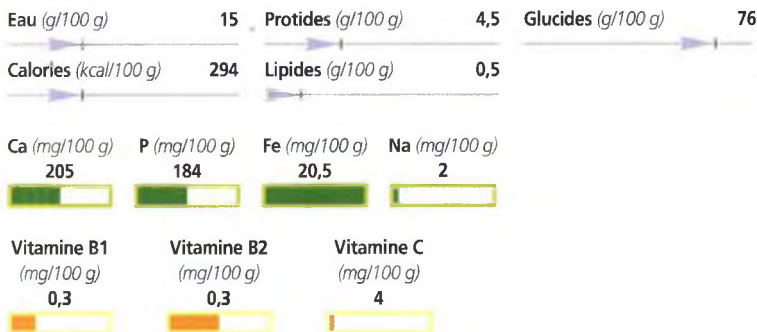 Eau (g/100 g) 15 Protides (g/100 g) 4,5 Glucides (g/100 g) 76
Calories (kcal/100 g) 294 Lipides (g/100 g) 0,5
Ca (mg/100 g) P (mg/100 g) Fe (mg/100 g) Na (mg/100 g)
205 184 20,5 2
Vitamine B1 Vitamine B2 Vitamine C
(mg/100 g) (mg/100 g) (mg/100 g)
0,3 0,3 4